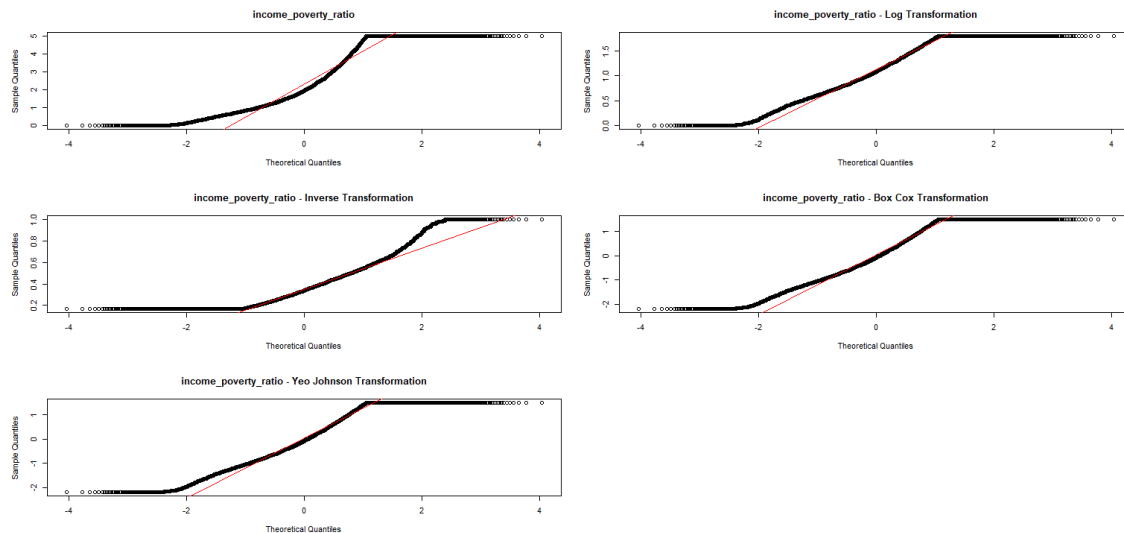 income_poverty_ratio
Sample Quantiles
0 1 2 3 4 5
-4 -2 0 2 4
Theoretical Quantiles
income_poverty_ratio - Log Transformation
Sample Quantiles
0.0 0.5 1.0 1.5
-4 -2 0 2 4
Theoretical Quantiles
income_poverty_ratio - Inverse Transformation
Sample Quantiles
0.2 0.4 0.6 0.8 1.0
-4 -2 0 2 4
Theoretical Quantiles
income_poverty_ratio - Box Cox Transformation
Sample Quantiles
-2 -1 0 1
-4 -2 0 2 4
Theoretical Quantiles
income_poverty_ratio - Yeo Johnson Transformation
Sample Quantiles
-2 -1 0 1
-4 -2 0 2 4
Theoretical Quantiles